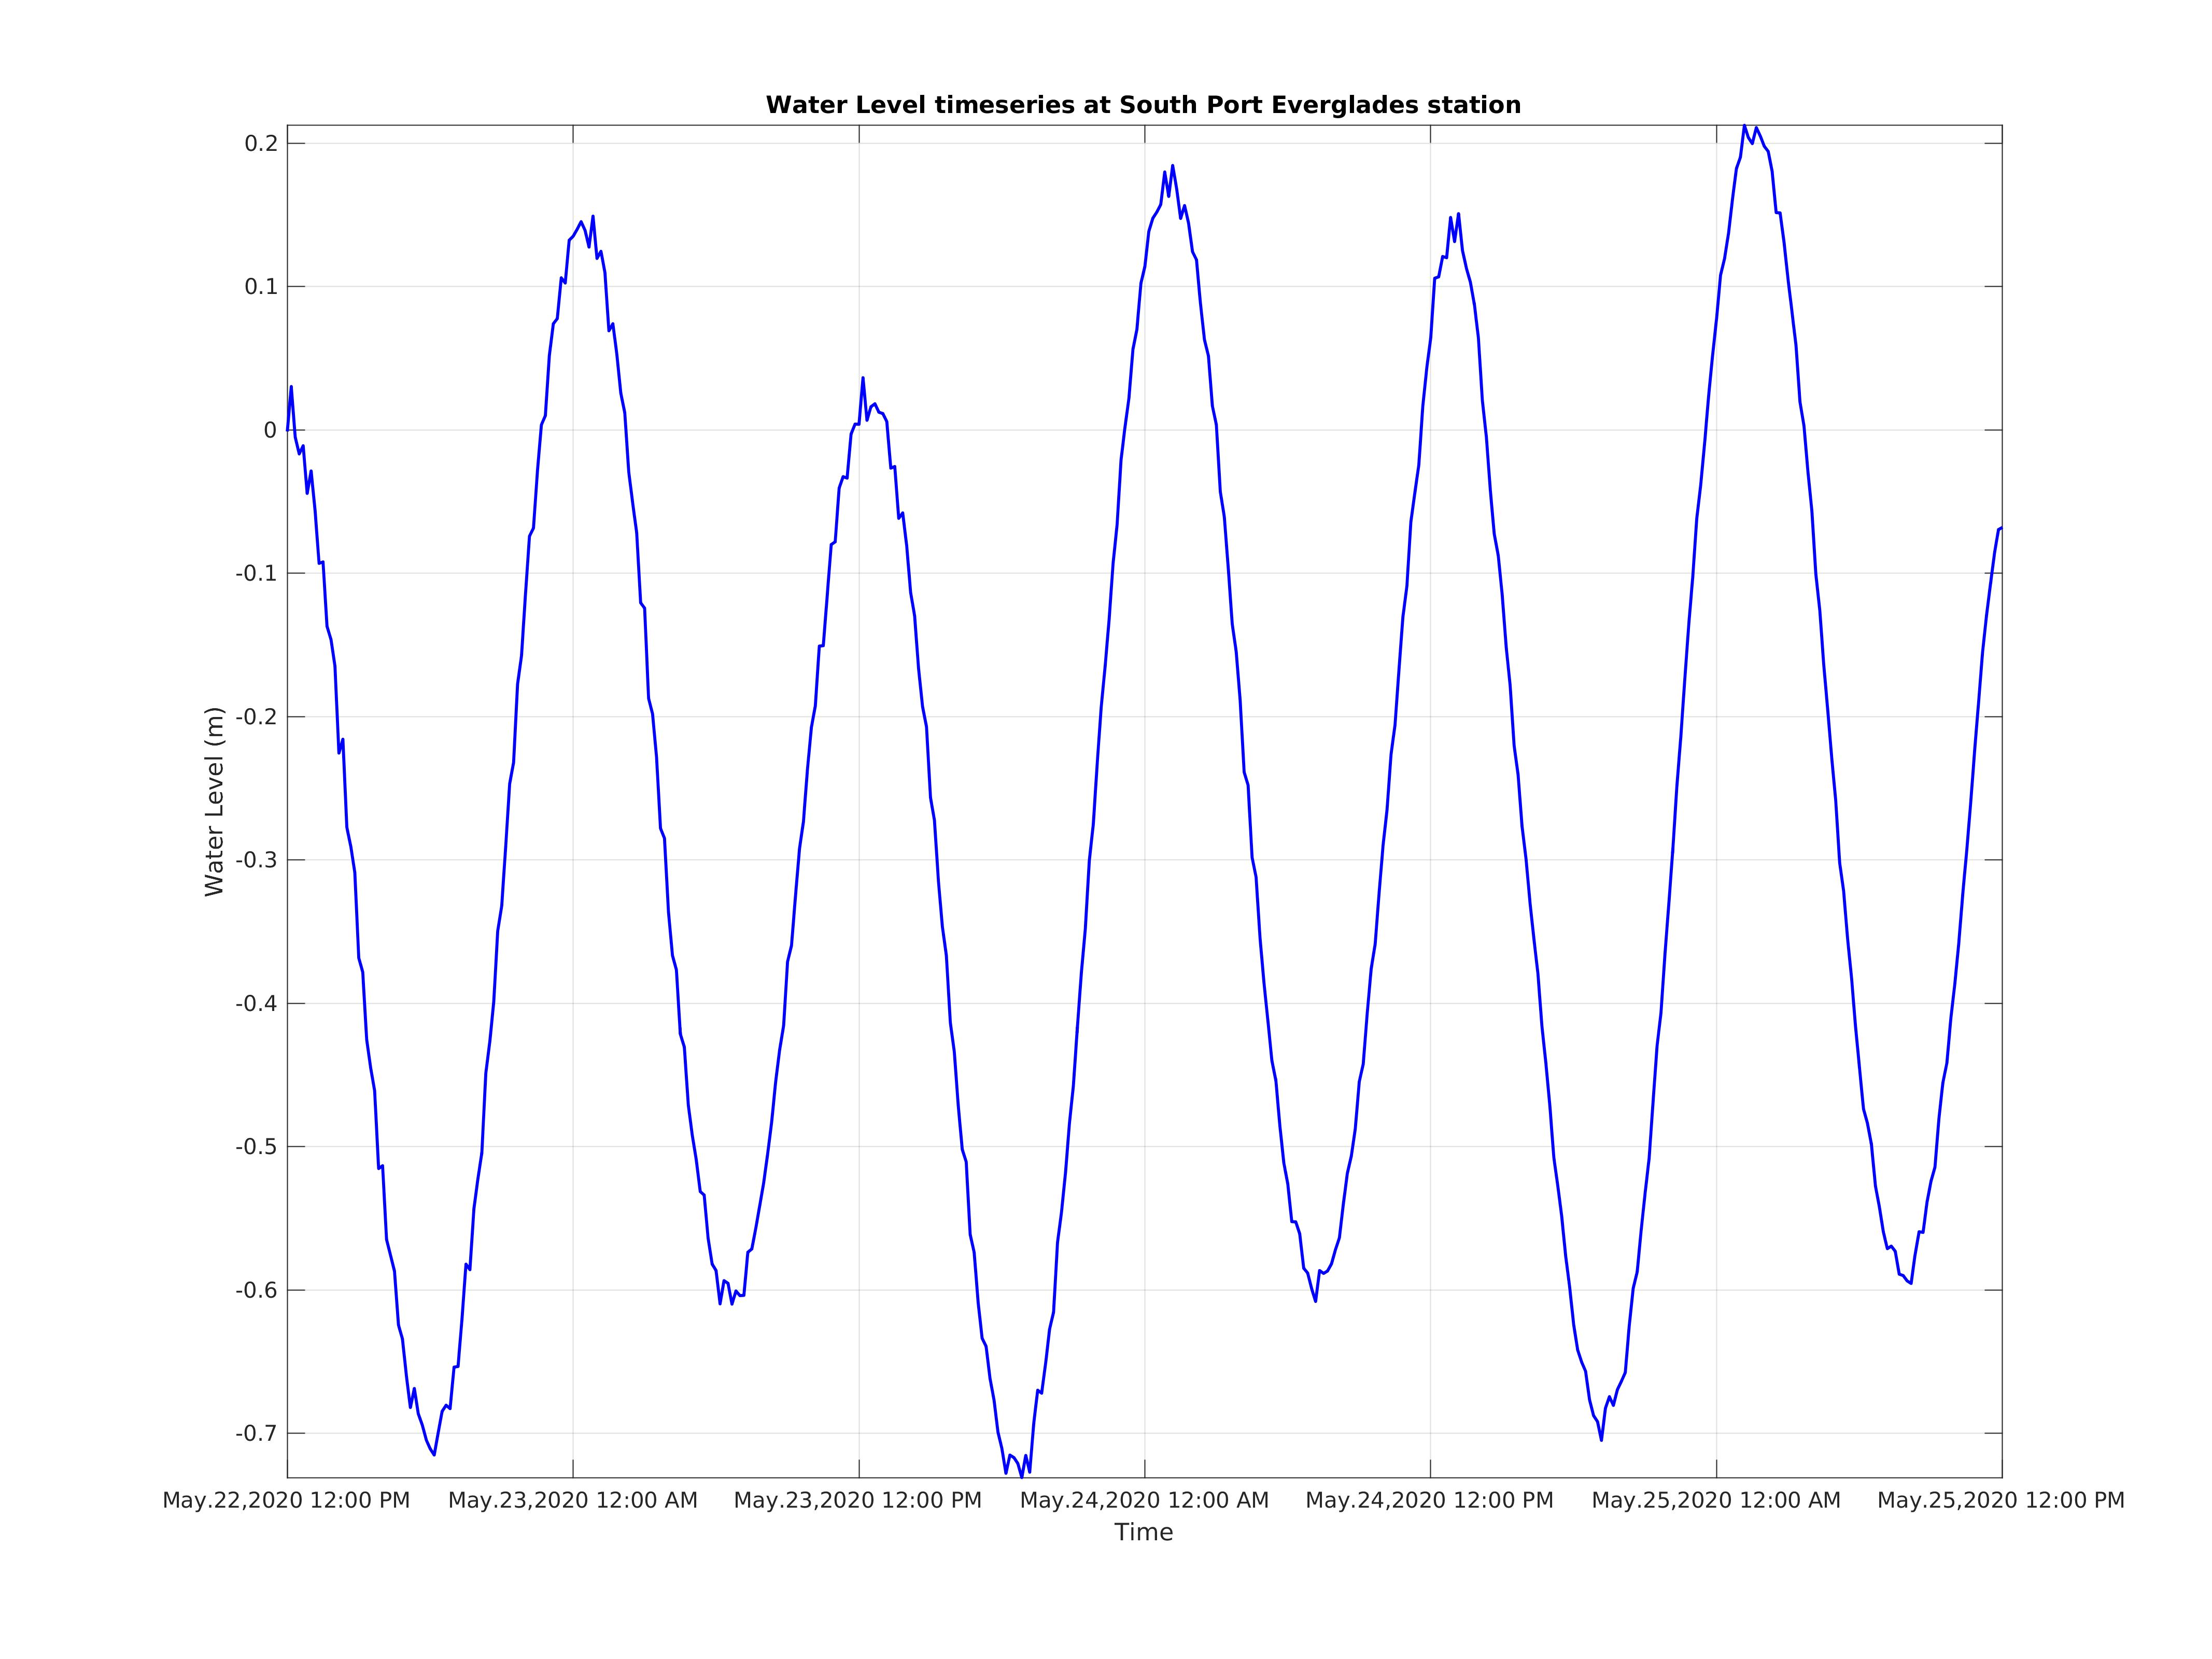 Water Level timeseries at South Port Everglades station
0.2
0.1
0
-0.1
-0.2
-0.3
-0.4
-0.5
-0.6
-0.7
Water Level (m)
May.22,2020 12:00 PM May.23,2020 12:00 AM May.23,2020 12:00 PM May.24,2020 12:00 AM May.24,2020 12:00 PM May.25,2020 12:00 AM May.25,2020 12:00 PM
Time